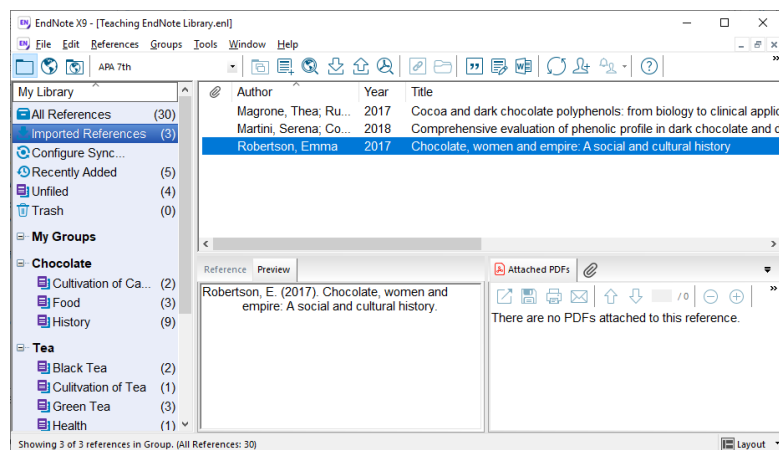 EndNote X9 - [Teaching EndNote Library.enl]
File Edit References Groups Tools Window Help
APA 7th
My Library
All References (30)
Imported References (3)
Configure Sync...
Recently Added (5)
Unfiled (4)
Trash (0)
My Groups
Chocolate
Cultivation of Ca... (2)
Food (3)
History (9)
Tea
Black Tea (2)
Culitvation of Tea (1)
Green Tea (3)
Health (1)
Author Year Title
Magrone, Thea; Ru... 2017 Cocoa and dark chocolate polyphenols: from biology to clinical applic
Martini, Serena; Co... 2018 Comprehensive evaluation of phenolic profile in dark chocolate and
Robertson, Emma 2017 Chocolate, women and empire: A social and cultural history
Reference Preview
Robertson, E. (2017). Chocolate, women and
empire: A social and cultural history.
Attached PDFs
/ 0
There are no PDFs attached to this reference.
Showing 3 of 3 references in Group. (All References: 30)
Layout